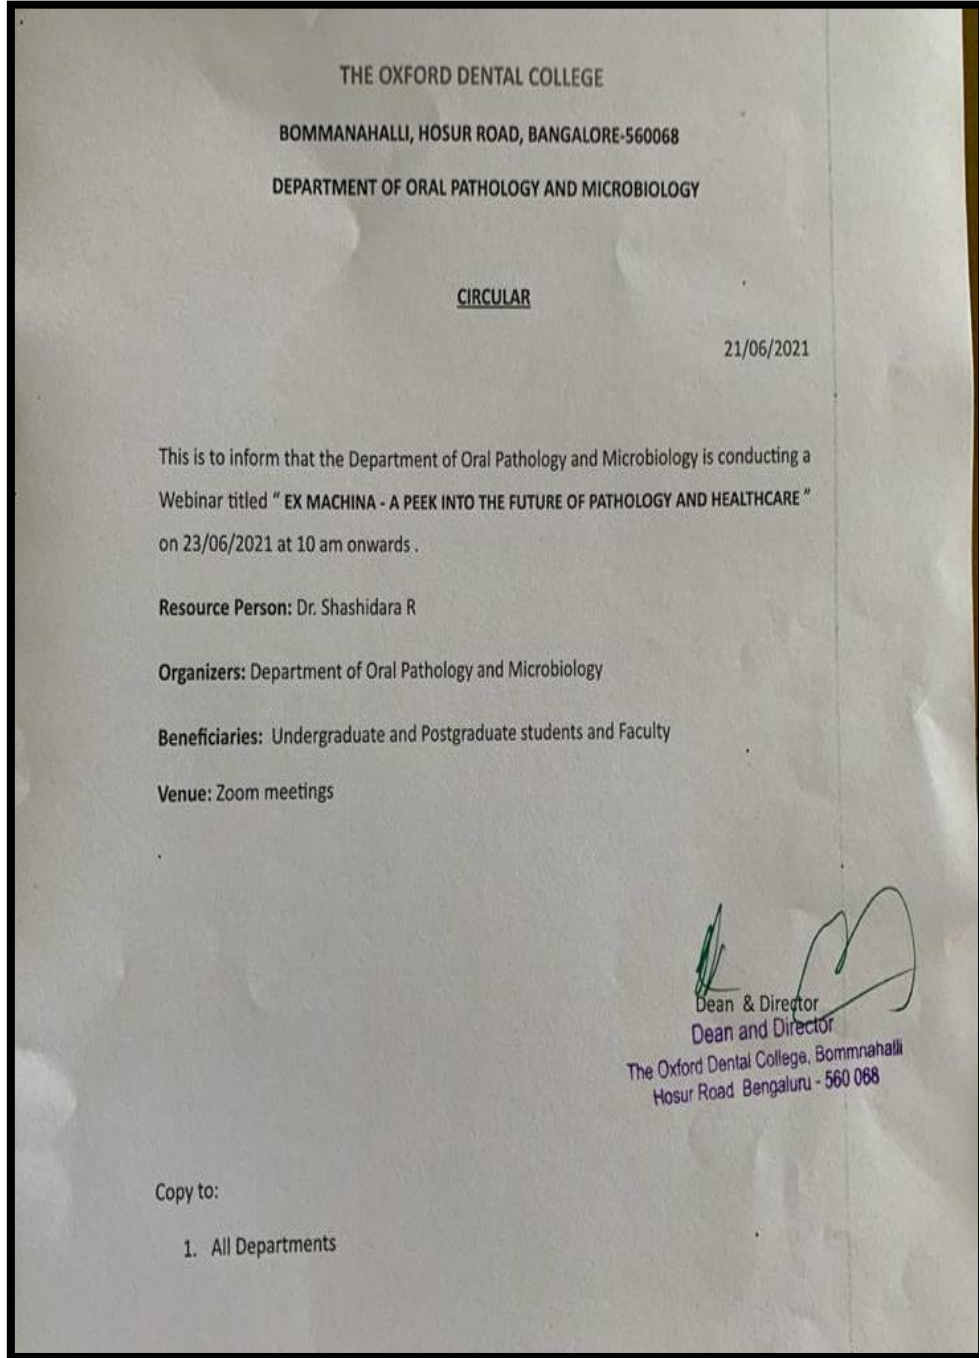 THE OXFORD DENTAL COLLEGE
BOMMANAHALLI, HOSUR ROAD, BANGALORE-560068
DEPARTMENT OF ORAL PATHOLOGY AND MICROBIOLOGY
CIRCULAR
21/06/2021
This is to inform that the Department of Oral Pathology and Microbiology is conducting a
Webinar titled “ EX MACHINA - A PEEK INTO THE FUTURE OF PATHOLOGY AND HEALTHCARE ”
on 23/06/2021 at 10 am onwards .
Resource Person: Dr. Shashidara R
Organizers: Department of Oral Pathology and Microbiology
Beneficiaries: Undergraduate and Postgraduate students and Faculty
Venue: Zoom meetings
Dean & Director
Dean and Director
The Oxford Dental College, Bommnahalli
Hosur Road Bengaluru - 560 068
Copy to:
1. All Departments